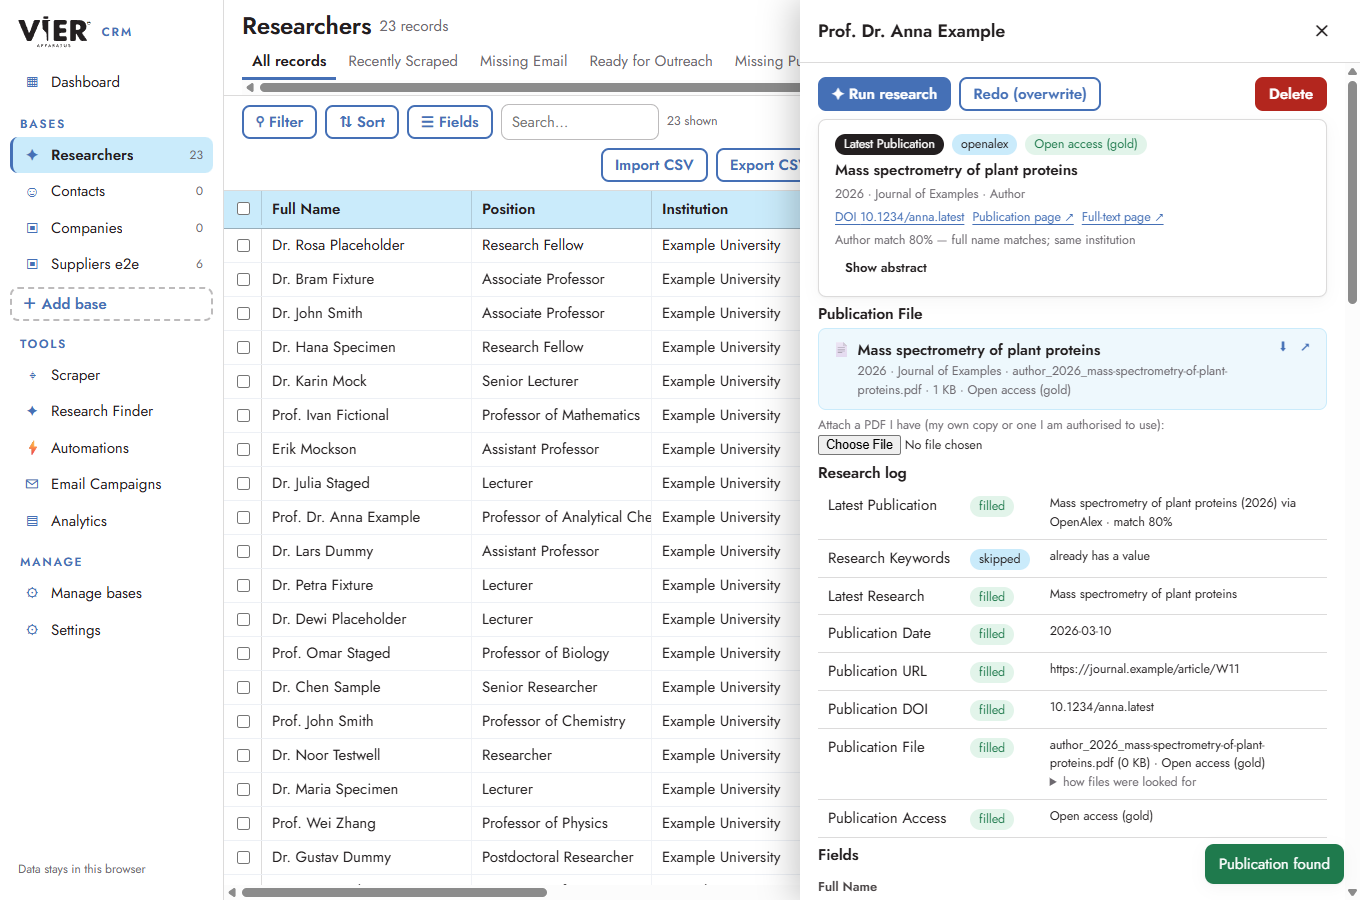 VIER
APPARATUS
CRM
Dashboard
BASES
Researchers 23
Contacts 0
Companies 0
Suppliers e2e 6
+ Add base
TOOLS
Scraper
Research Finder
Automations
Email Campaigns
Analytics
MANAGE
Manage bases
Settings
Data stays in this browser
Researchers 23 records
All records Recently Scraped Missing Email Ready for Outreach Missing Pu
Filter Sort Fields Search... 23 shown
Import CSV Export CSV
Full Name Position Institution
Dr. Rosa Placeholder Research Fellow Example University
Dr. Bram Fixture Associate Professor Example University
Dr. John Smith Associate Professor Example University
Dr. Hana Specimen Research Fellow Example University
Dr. Karin Mock Senior Lecturer Example University
Prof. Ivan Fictional Professor of Mathematics Example University
Erik Mockson Assistant Professor Example University
Dr. Julia Staged Lecturer Example University
Prof. Dr. Anna Example Professor of Analytical Che Example University
Dr. Lars Dummy Assistant Professor Example University
Dr. Petra Fixture Lecturer Example University
Dr. Dewi Placeholder Lecturer Example University
Prof. Omar Staged Professor of Biology Example University
Dr. Chen Sample Senior Researcher Example University
Prof. John Smith Professor of Chemistry Example University
Dr. Noor Testwell Researcher Example University
Dr. Maria Specimen Lecturer Example University
Prof. Wei Zhang Professor of Physics Example University
Dr. Gustav Dummy Postdoctoral Researcher Example University
Prof. Dr. Anna Example
Run research Redo (overwrite) Delete
Latest Publication openalex Open access (gold)
Mass spectrometry of plant proteins
2026 · Journal of Examples · Author
DOI 10.1234/anna.latest Publication page ↗ Full-text page ↗
Author match 80% — full name matches; same institution
Show abstract
Publication File
Mass spectrometry of plant proteins
2026 · Journal of Examples · author_2026_mass-spectrometry-of-plant-
proteins.pdf · 1 KB · Open access (gold)
Attach a PDF I have (my own copy or one I am authorised to use):
Choose File No file chosen
Research log
Latest Publication filled Mass spectrometry of plant proteins (2026) via
OpenAlex · match 80%
Research Keywords skipped already has a value
Latest Research filled Mass spectrometry of plant proteins
Publication Date filled 2026-03-10
Publication URL filled https://journal.example/article/W11
Publication DOI filled 10.1234/anna.latest
Publication File filled author_2026_mass-spectrometry-of-plant-
proteins.pdf (0 KB) · Open access (gold)
▶ how files were looked for
Publication Access filled Open access (gold)
Fields
Full Name
Publication found